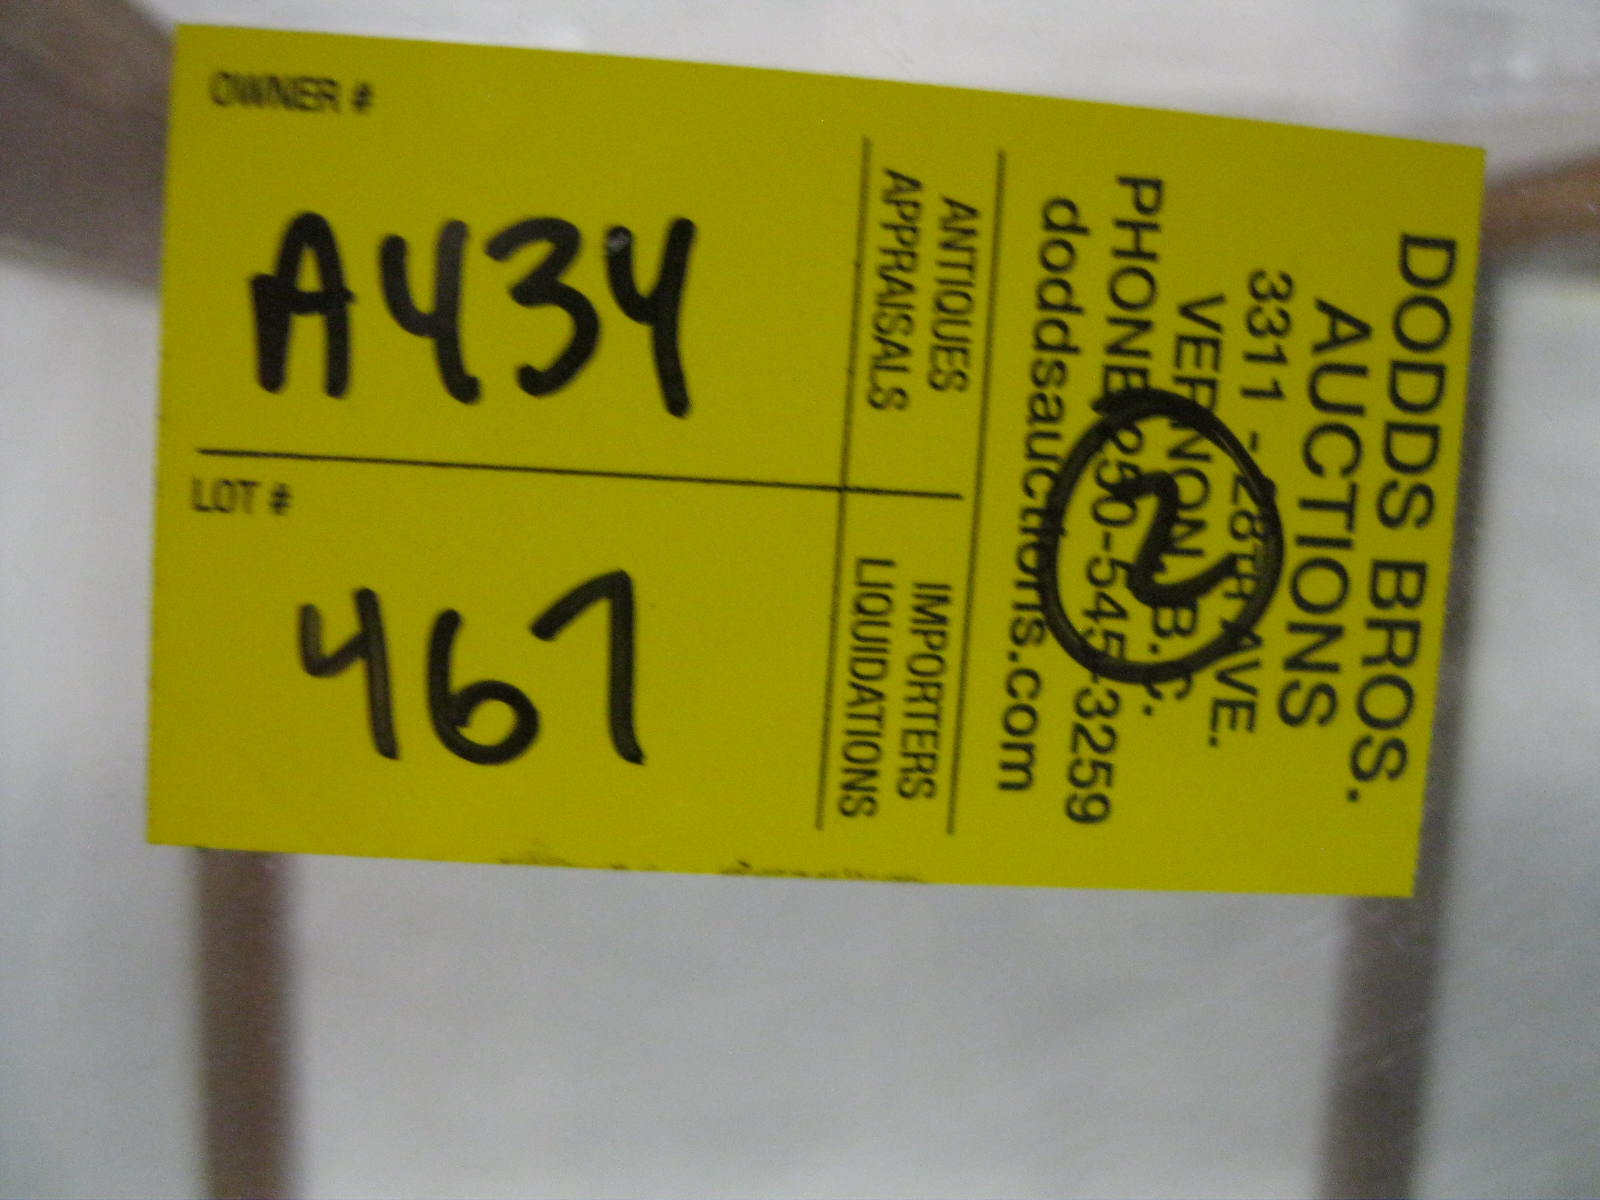 OWNER #
A434
LOT #
467
ANTIQUES
APPRAISALS
IMPORTERS
LIQUIDATIONS
DODDS BROS.
AUCTIONS
3311 - 28TH AVE.
VERNON, B.C.
PHONE 250-545-3259
doddsauctions.com
2